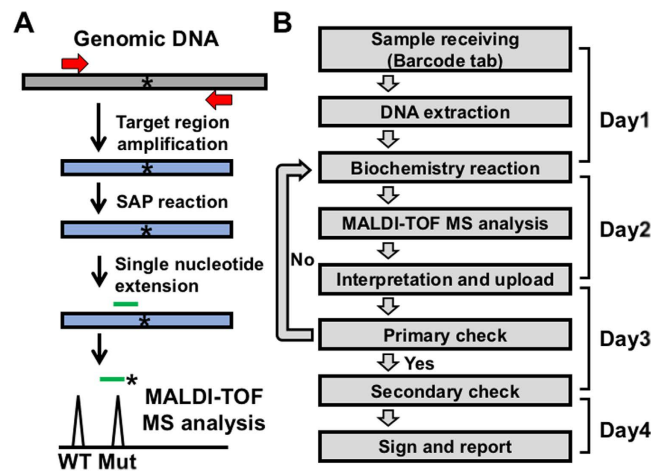 A
Genomic DNA
*
Target region
amplification
*
SAP reaction
*
Single nucleotide
extension
*
*
MALDI-TOF
MS analysis
WT Mut
B
Sample receiving
(Barcode tab)
DNA extraction
Biochemistry reaction
MALDI-TOF MS analysis
Interpretation and upload
No
Primary check
Yes
Secondary check
Sign and report
Day1
Day2
Day3
Day4